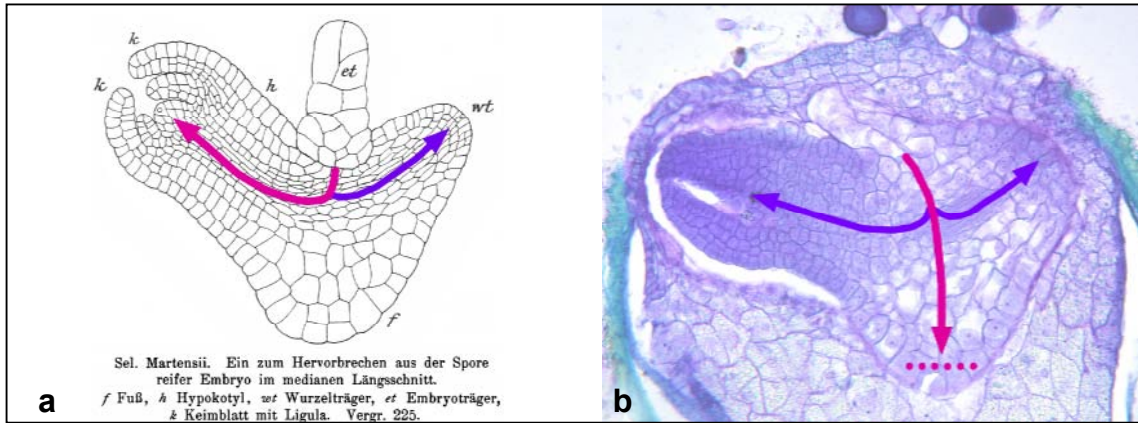 k
k
h
et
wt
f
Sel. Martensii. Ein zum Hervorbrechen aus der Spore
reifer Embryo im medianen Längsschnitt.
f Fuß, h Hypokotyl, wt Wurzelträger, et Embryoträger,
k Keimblatt mit Ligula. Vergr. 225.
a
b